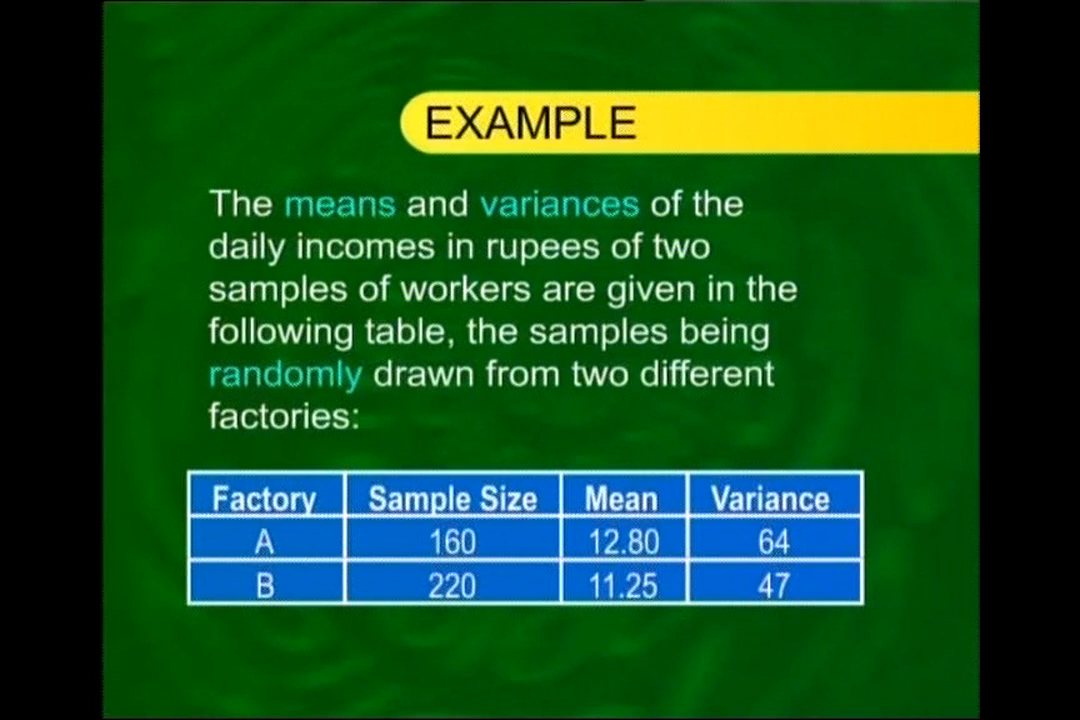 EXAMPLE
The means and variances of the
daily incomes in rupees of two
samples of workers are given in the
following table, the samples being
randomly drawn from two different
factories:
Factory Sample Size Mean Variance
A 160 12.80 64
B 220 11.25 47